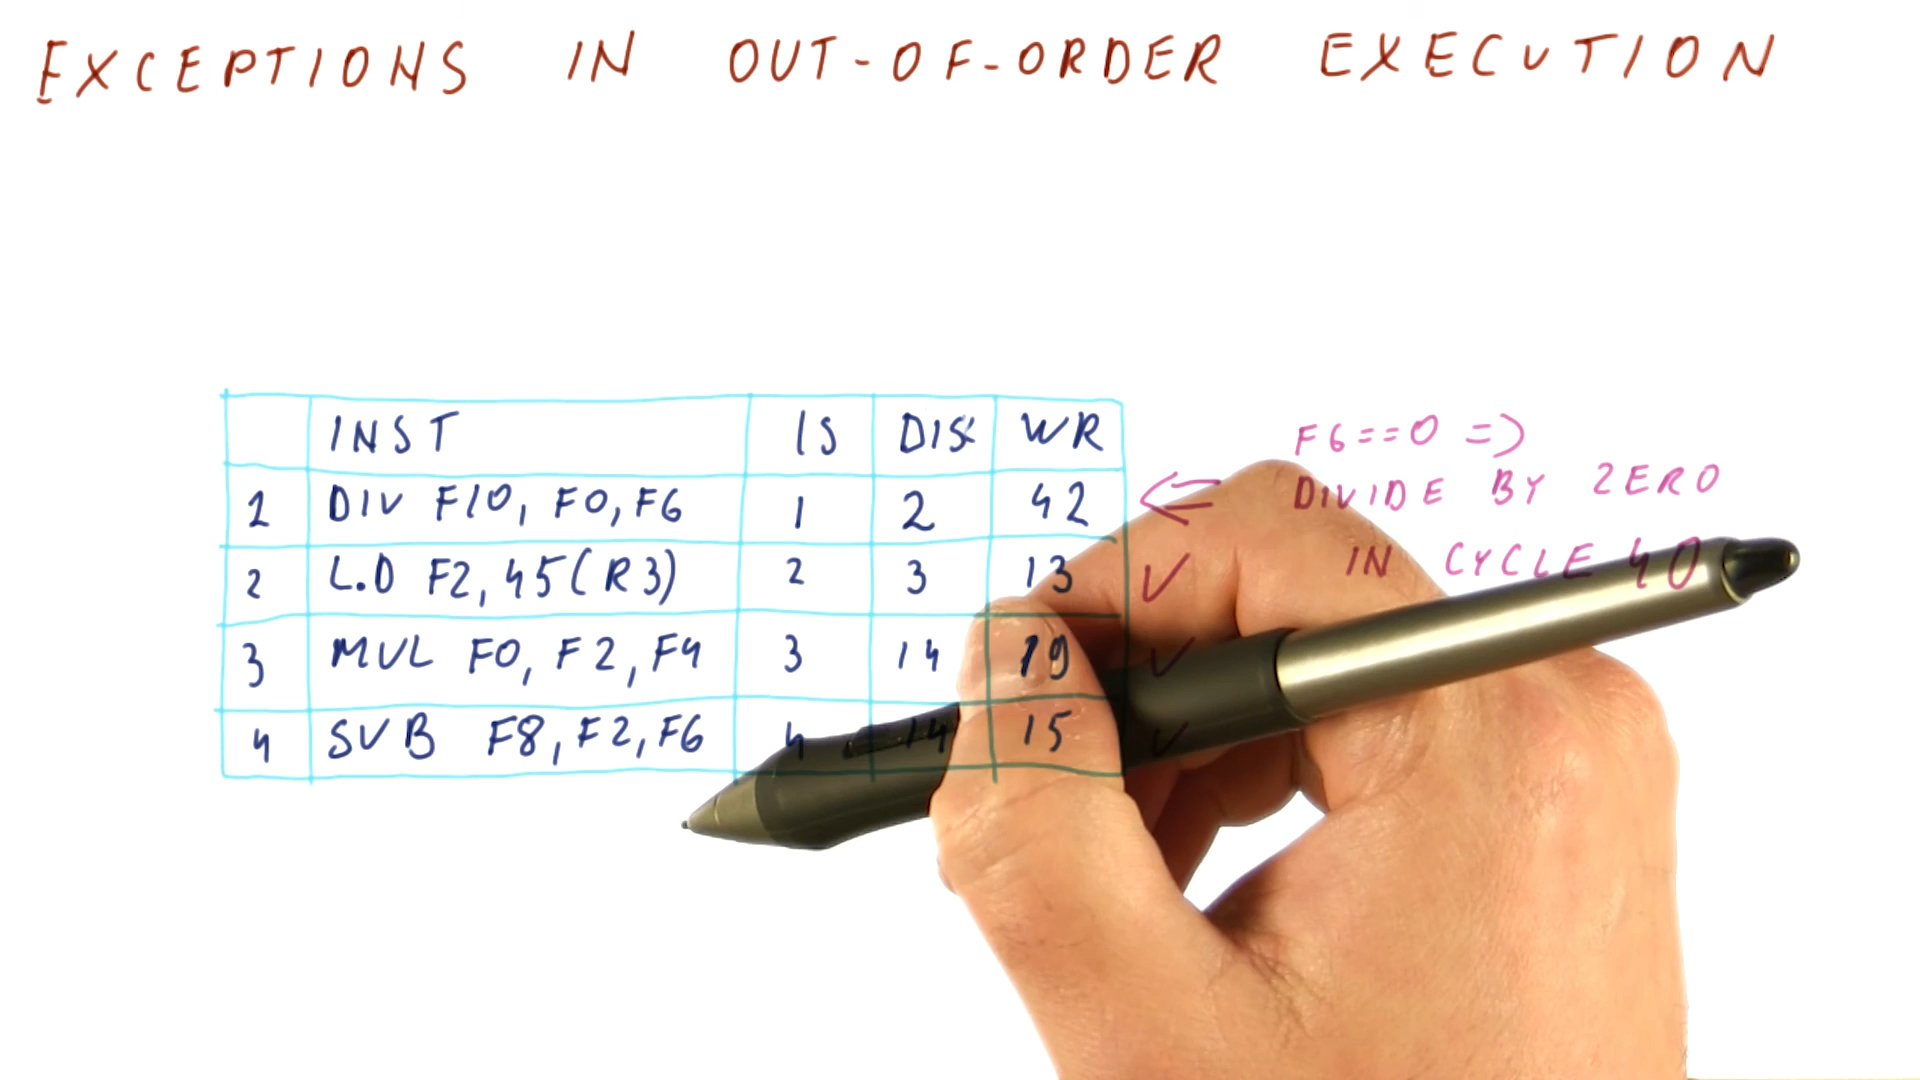 EXCEPTIONS IN OUT-OF-ORDER EXECUTION
INST IS DIS WR
1 DIV F10, F0, F6 1 2 42
2 L.D F2, 45(R3) 2 3 13
3 MUL F0, F2, F4 3 14 19
4 SUB F8, F2, F6 4 14 15
F6==0 =>
DIVIDE BY ZERO
IN CYCLE 40